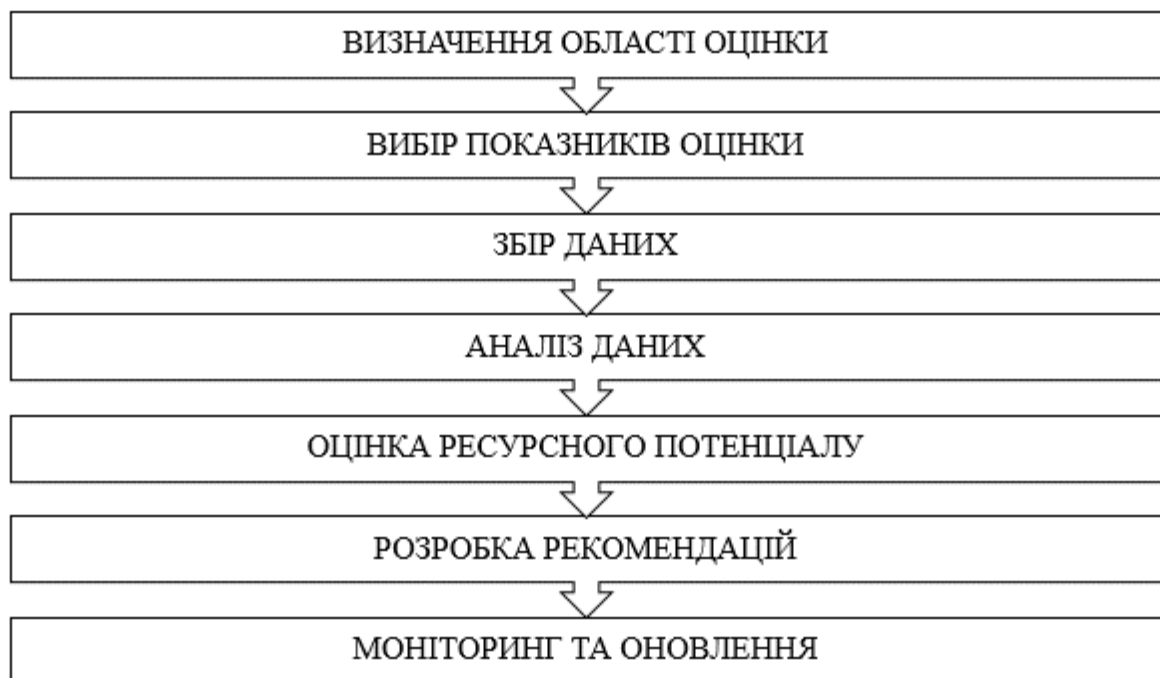 ВИЗНАЧЕННЯ ОБЛАСТІ ОЦІНКИ
ВИБІР ПОКАЗНИКІВ ОЦІНКИ
ЗБІР ДАНИХ
АНАЛІЗ ДАНИХ
ОЦІНКА РЕСУРСНОГО ПОТЕНЦІАЛУ
РОЗРОБКА РЕКОМЕНДАЦІЙ
МОНІТОРИНГ ТА ОНОВЛЕННЯ